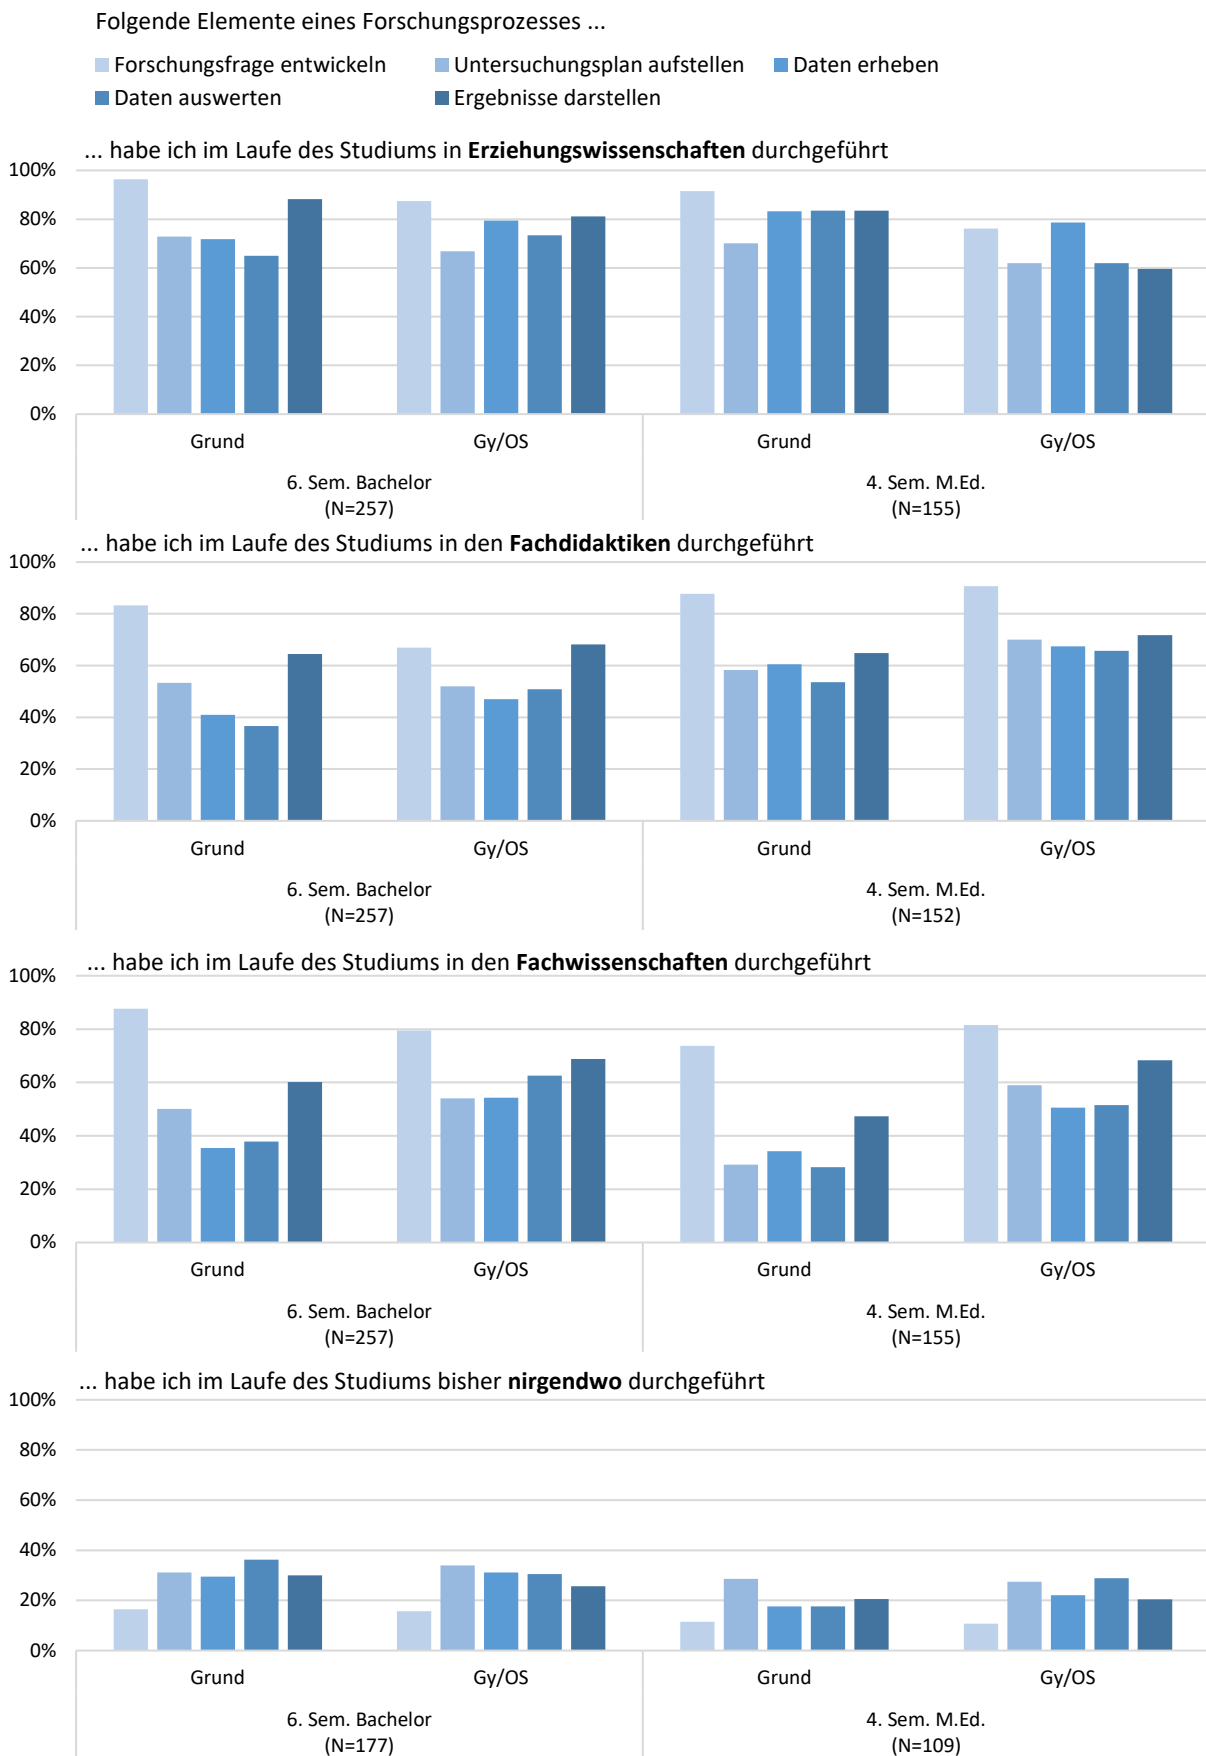 Folgende Elemente eines Forschungsprozesses ...
Forschungsfrage entwickeln Untersuchungsplan aufstellen Daten erheben
Daten auswerten Ergebnisse darstellen
... habe ich im Laufe des Studiums in Erziehungswissenschaften durchgeführt
100%
80%
60%
40%
20%
0%
Grund Gy/OS Grund Gy/OS
6. Sem. Bachelor 4. Sem. M.Ed.
(N=257) (N=155)
... habe ich im Laufe des Studiums in den Fachdidaktiken durchgeführt
100%
80%
60%
40%
20%
0%
Grund Gy/OS Grund Gy/OS
6. Sem. Bachelor 4. Sem. M.Ed.
(N=257) (N=152)
... habe ich im Laufe des Studiums in den Fachwissenschaften durchgeführt
100%
80%
60%
40%
20%
0%
Grund Gy/OS Grund Gy/OS
6. Sem. Bachelor 4. Sem. M.Ed.
(N=257) (N=155)
... habe ich im Laufe des Studiums bisher nirgendwo durchgeführt
100%
80%
60%
40%
20%
0%
Grund Gy/OS Grund Gy/OS
6. Sem. Bachelor 4. Sem. M.Ed.
(N=177) (N=109)